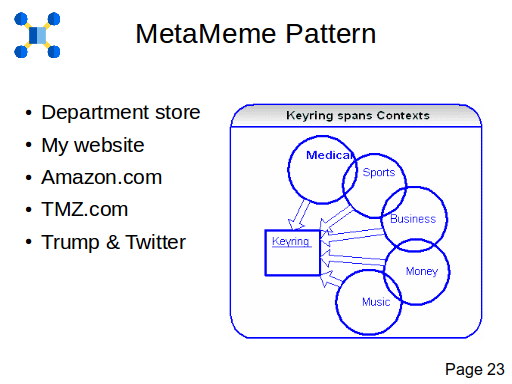 MetaMeme Pattern
• Department store
• My website
• Amazon.com
• TMZ.com
• Trump & Twitter
Keyring spans Contexts
Medical
Sports
Business
Keyring
Money
Music
Page 23